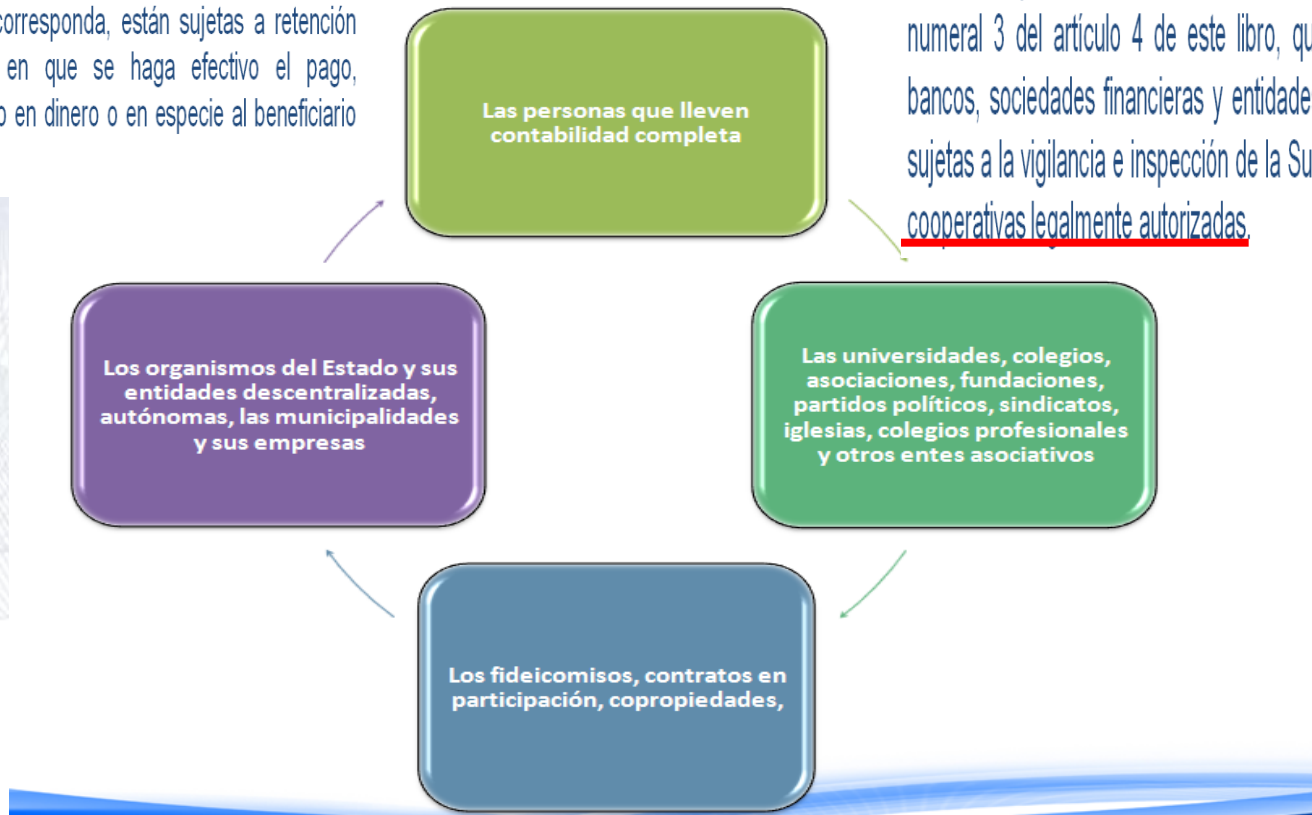 corresponda, están sujetas a retención
en que se haga efectivo el pago,
o en dinero o en especie al beneficiario
numeral 3 del artículo 4 de este libro, qu
bancos, sociedades financieras y entidade
sujetas a la vigilancia e inspección de la Su
cooperativas legalmente autorizadas.
Las personas que lleven
contabilidad completa
Las universidades, colegios,
asociaciones, fundaciones,
partidos políticos, sindicatos,
iglesias, colegios profesionales
y otros entes asociativos
Los fideicomisos, contratos en
participación, copropiedades,
Los organismos del Estado y sus
entidades descentralizadas,
autónomas, las municipalidades
y sus empresas